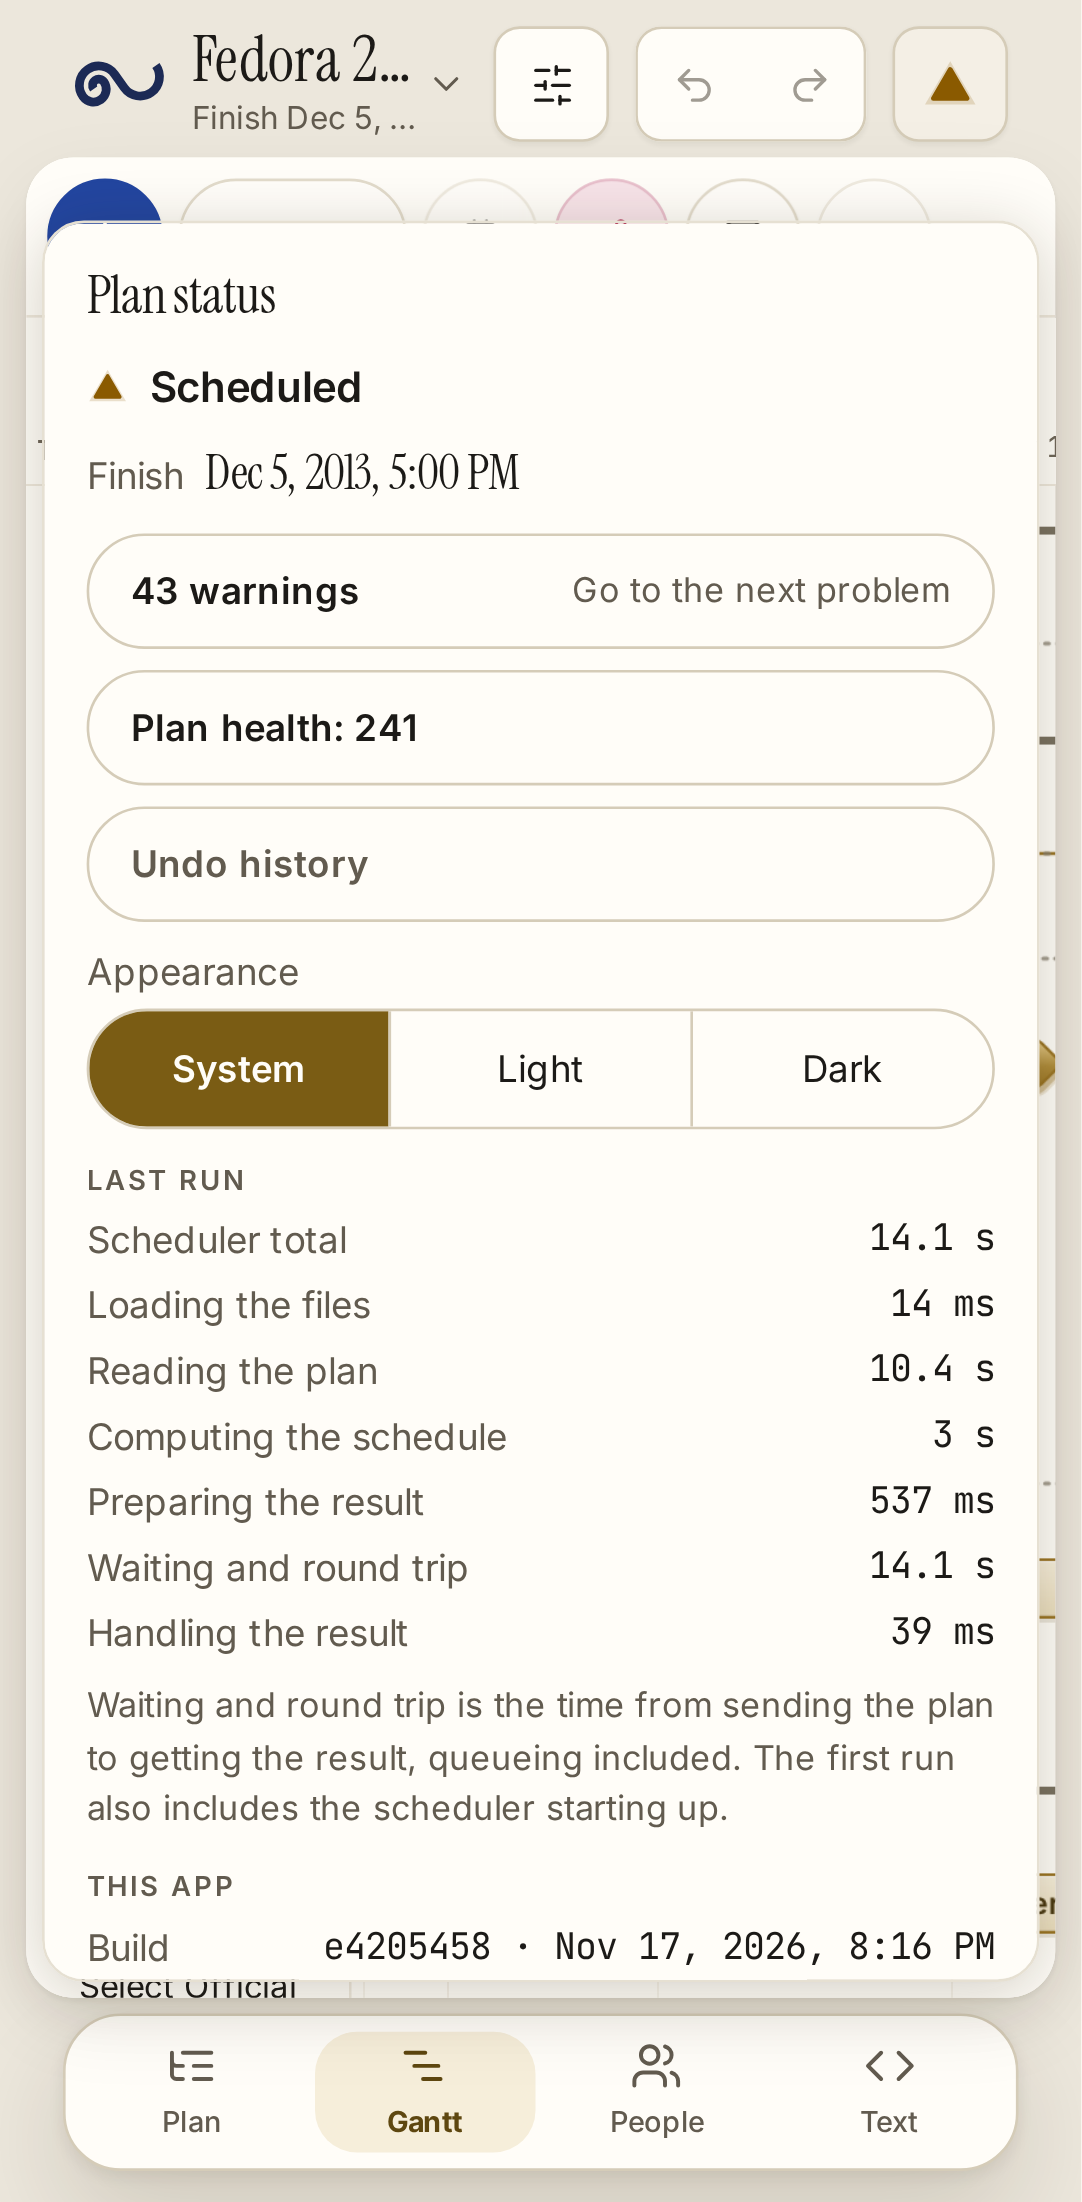 Fedora 2...
Finish Dec 5, ...
Plan status
Scheduled
Finish Dec 5, 2013, 5:00 PM
43 warnings Go to the next problem
Plan health: 241
Undo history
Appearance
System Light Dark
LAST RUN
Scheduler total 14.1 s
Loading the files 14 ms
Reading the plan 10.4 s
Computing the schedule 3 s
Preparing the result 537 ms
Waiting and round trip 14.1 s
Handling the result 39 ms
Waiting and round trip is the time from sending the plan
to getting the result, queueing included. The first run
also includes the scheduler starting up.
THIS APP
Build e4205458 · Nov 17, 2026, 8:16 PM
Select Official
Plan Gantt People Text